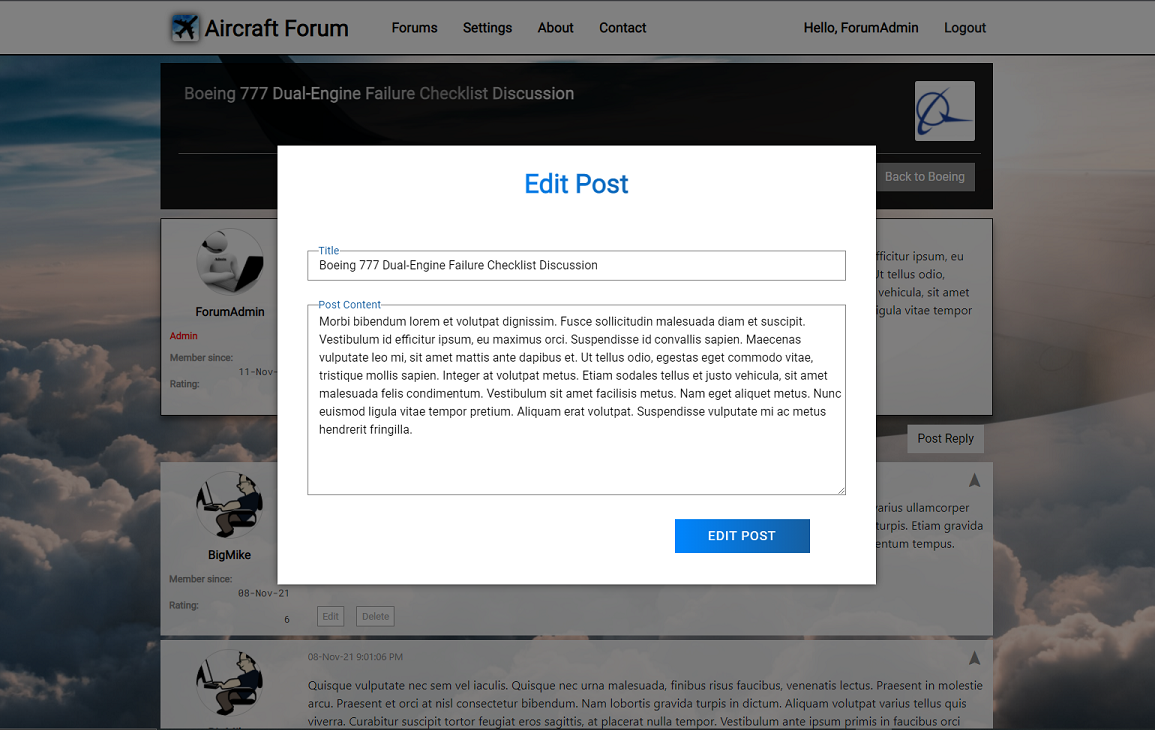 Aircraft Forum
Forums
Settings
About
Contact
Hello, ForumAdmin
Logout
Boeing 777 Dual-Engine Failure Checklist Discussion
Back to Boeing
Edit Post
Title
Boeing 777 Dual-Engine Failure Checklist Discussion
Post Content
Morbi bibendum lorem et volutpat dignissim. Fusce sollicitudin malesuada diam et suscipit.
Vestibulum id efficitur ipsum, eu maximus orci. Suspendisse id convallis sapien. Maecenas
vulputate leo mi, sit amet mattis ante dapibus et. Ut tellus odio, egestas eget commodo vitae,
tristique mollis sapien. Integer at volutpat metus. Etiam sodales tellus et justo vehicula, sit amet
malesuada felis condimentum. Vestibulum sit amet facilisis metus. Nam eget aliquet metus. Nunc
euismod ligula vitae tempor pretium. Aliquam erat volutpat. Suspendisse vulputate mi ac metus
hendrerit fringilla.
EDIT POST
ForumAdmin
Admin
Member since:
11-Nov-
Rating:
efficitur ipsum, eu
Ut tellus odio,
vehicula, sit amet
ligula vitae tempor
Post Reply
BigMike
Member since:
08-Nov-21
Rating:
6
varius ullamcorper
turpis. Etiam gravida
entum tempus.
Edit
Delete
08-Nov-21 9:01:06 PM
Quisque vulputate nec sem vel iaculis. Quisque nec urna malesuada, finibus risus faucibus, venenatis lectus. Praesent in molestie
arcu. Praesent et orci at nisl consectetur bibendum. Nam lobortis gravida turpis in dictum. Aliquam volutpat varius tellus quis
viverra. Curabitur suscipit tortor feugiat eros sagittis, at placerat nulla tempor. Vestibulum ante ipsum primis in faucibus orci